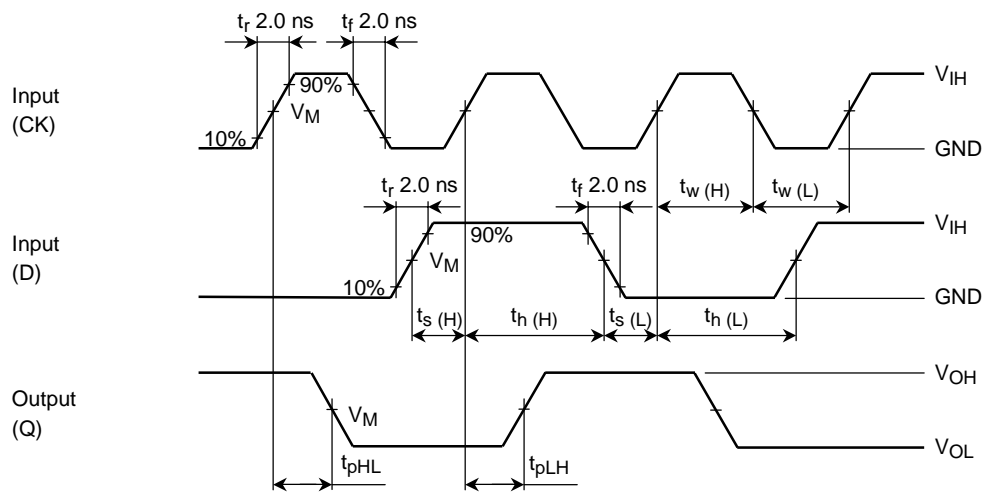 tr 2.0 ns
tf 2.0 ns
Input
(CK)
90%
VM
10%
VIH
GND
tr 2.0 ns
tf 2.0 ns
tw (H)
tw (L)
Input
(D)
90%
VM
10%
VIH
GND
ts (H)
th (H)
ts (L)
th (L)
Output
(Q)
VM
VOH
VOL
tpHL
tpLH